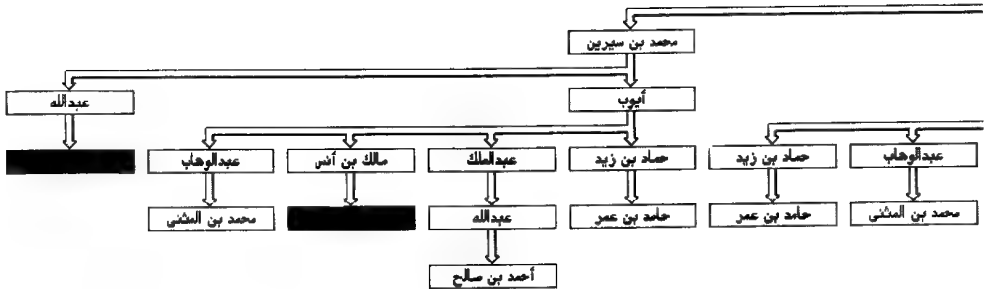 محمد بن سيرين
أيوب
عبدالله
عبدالوهاب
حماد بن زيد
حماد بن زيد
عبدالملك
مالك بن أنس
عبدالوهاب
محمد بن المثنى
حامد بن عمر
حامد بن عمر
عبدالله
محمد بن المثنى
أحمد بن صالح